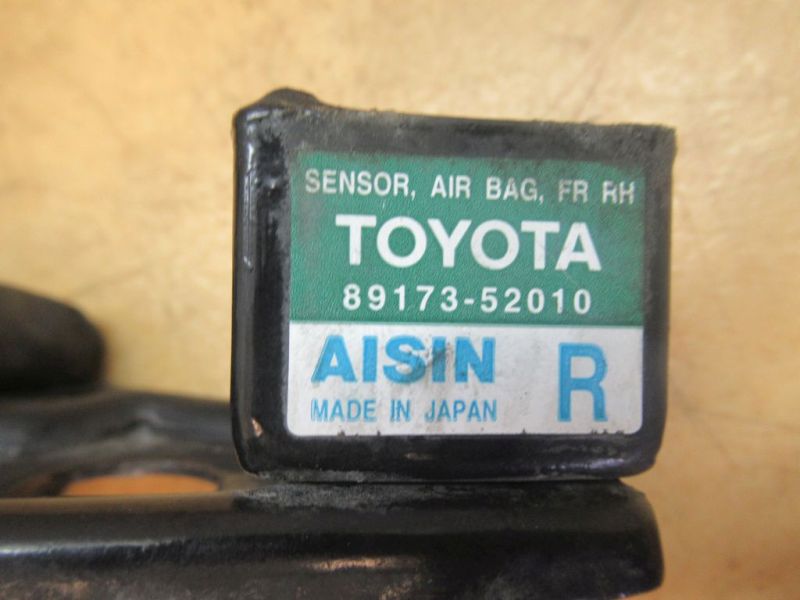 SENSOR, AIR BAG, FR RH
TOYOTA
89173-52010
AISIN R
MADE IN JAPAN